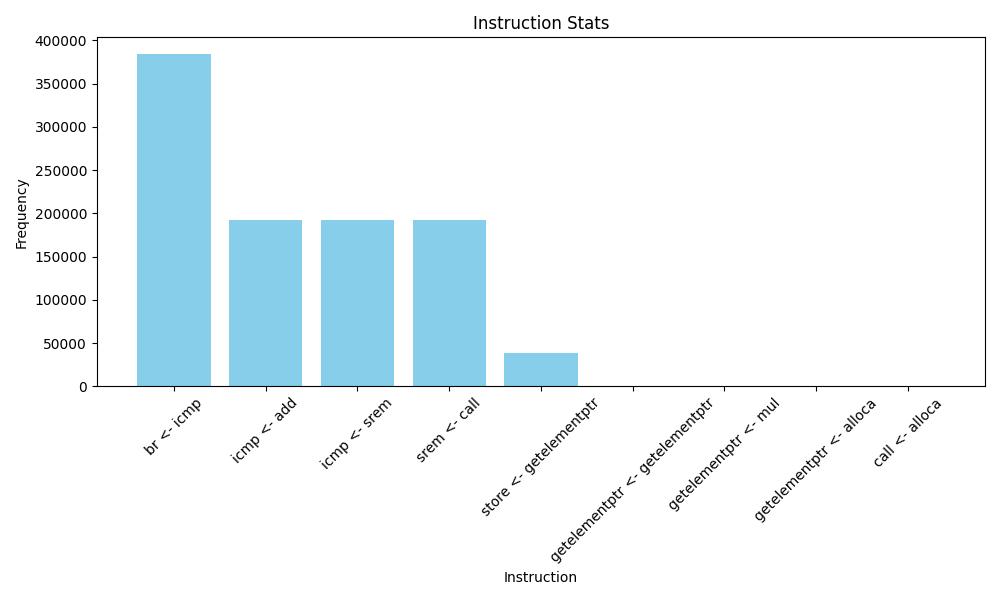 Instruction Stats
400000
350000
300000
250000
200000
150000
100000
50000
0
Frequency
br <- icmp
icmp <- add
icmp <- srem
srem <- call
store <- getelementptr
getelementptr <- getelementptr
getelementptr <- mul
getelementptr <- alloca
call <- alloca
Instruction